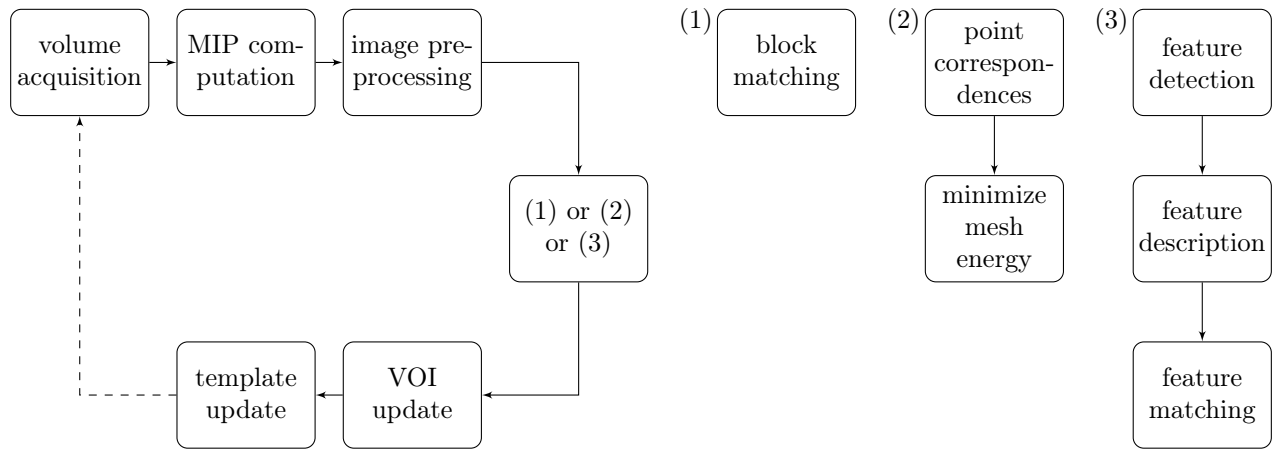 volume
acquisition
MIP com-
putation
image pre-
processing
(1) or (2)
or (3)
VOI
update
template
update
(1)
block
matching
(2)
point
correspon-
dences
minimize
mesh
energy
(3)
feature
detection
feature
description
feature
matching